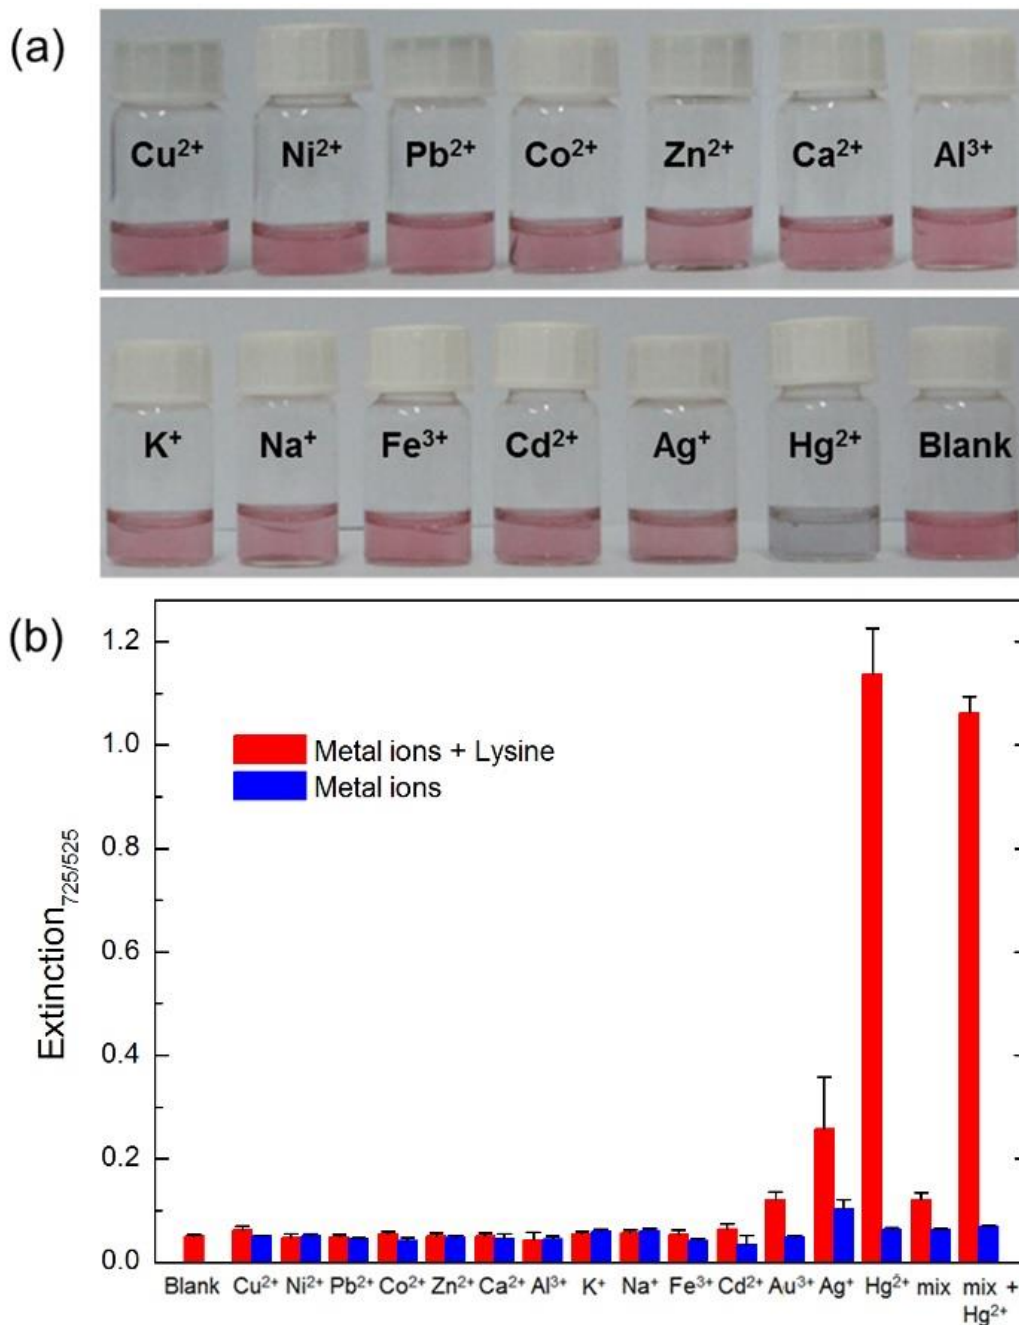 (a)
Cu²⁺ Ni²⁺ Pb²⁺ Co²⁺ Zn²⁺ Ca²⁺ Al³⁺
K⁺ Na⁺ Fe³⁺ Cd²⁺ Ag⁺ Hg²⁺ Blank
(b)
1.2
1.0
0.8
0.6
0.4
0.2
0.0
Extinction₇₂₅/₅₂₅
Metal ions + Lysine
Metal ions
Blank Cu²⁺ Ni²⁺ Pb²⁺ Co²⁺ Zn²⁺ Ca²⁺ Al³⁺ K⁺ Na⁺ Fe³⁺ Cd²⁺ Au³⁺ Ag⁺ Hg²⁺ mix mix +
Hg²⁺